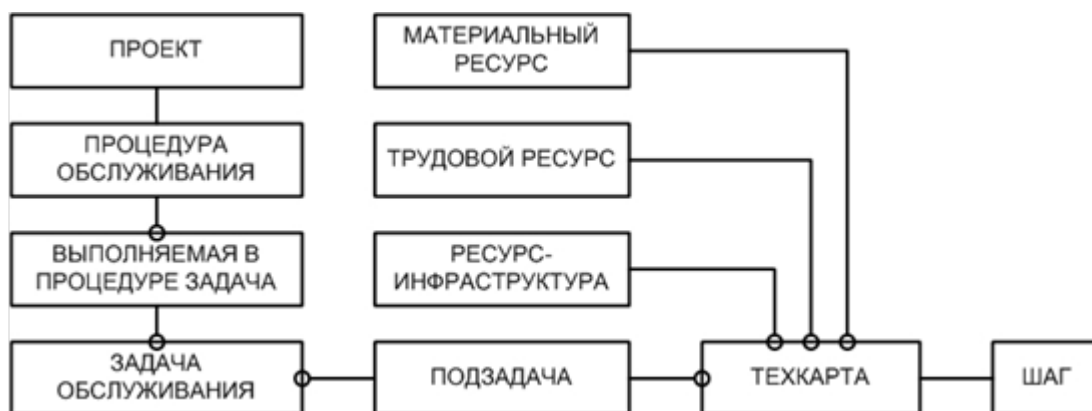 ПРОЕКТ
МАТЕРИАЛЬНЫЙ
РЕСУРС
ПРОЦЕДУРА
ОБСЛУЖИВАНИЯ
ТРУДОВОЙ РЕСУРС
ВЫПОЛНЯЕМАЯ В
ПРОЦЕДУРЕ ЗАДАЧА
РЕСУРС-
ИНФРАСТРУКТУРА
ЗАДАЧА
ОБСЛУЖИВАНИЯ
ПОДЗАДАЧА
ТЕХКАРТА
ШАГ